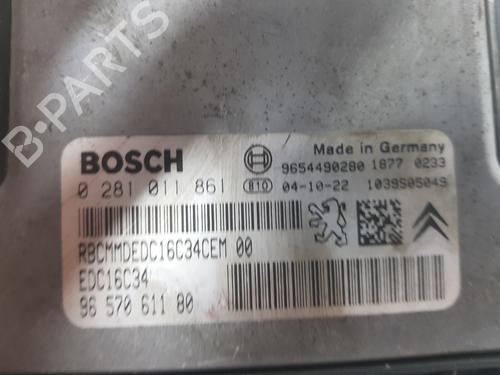 B-PARTS
BOSCH
Made in Germany
9654490280 1877 0233
0 281 011 861
B10 04-10-22 1039S05049
RBCMMDEDC16C34CEM 00
EDC16C34
96 570 611 80